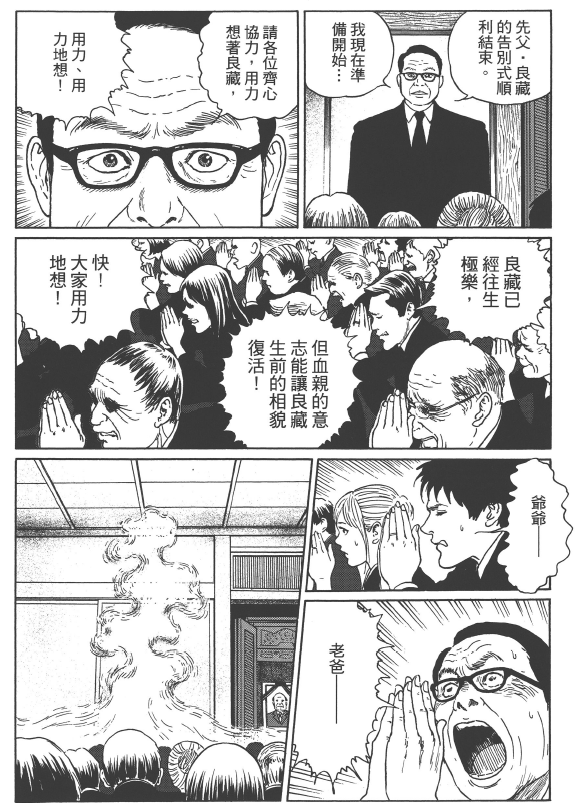 先父・良藏
的告別式順
利結束。
我現在準
備開始…
請各位齊心
協力，用力
想著良藏，
用力、用
力地想！
良藏已
經往生
極樂，
但血親的意
志能讓良藏
生前的相貌
復活！
快！
大家用力
地想！
爺爺——
老爸——